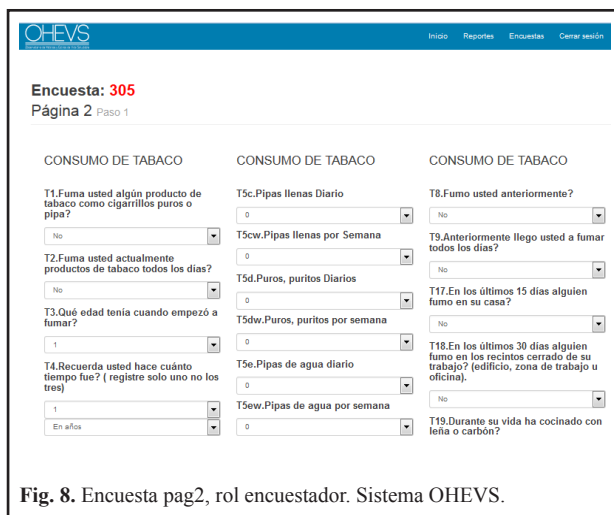 OHEVS
Inicio Reportes Encuestas Cerrar sesión
Encuesta: 305
Página 2 Paso 1
CONSUMO DE TABACO
T1.Fuma usted algún producto de
tabaco como cigarrillos puros o
pipa?
No
T2.Fuma usted actualmente
productos de tabaco todos los días?
No
T3.Qué edad tenía cuando empezó a
fumar?
1
T4.Recuerda usted hace cuánto
tiempo fue? ( registre solo uno no los
tres)
1
En años
CONSUMO DE TABACO
T5c.Pipas llenas Diario
0
T5cw.Pipas llenas por Semana
0
T5d.Puros, puritos Diarios
0
T5dw.Puros, puritos por semana
0
T5e.Pipas de agua diario
0
T5ew.Pipas de agua por semana
0
CONSUMO DE TABACO
T8.Fumo usted anteriormente?
No
T9.Anteriormente llego usted a fumar
todos los días?
No
T17.En los últimos 15 días alguien
fumo en su casa?
No
T18.En los últimos 30 días alguien
fumo en los recintos cerrado de su
trabajo? (edificio, zona de trabajo u
oficina).
No
T19.Durante su vida ha cocinado con
leña o carbón?
Fig. 8. Encuesta pag2, rol encuestador. Sistema OHEVS.